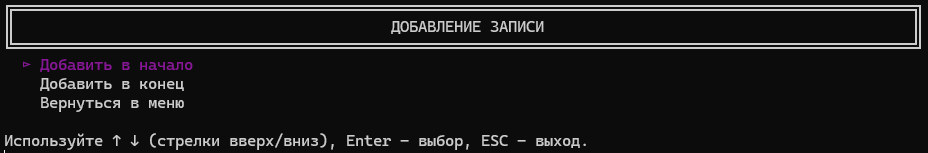 ДОБАВЛЕНИЕ ЗАПИСИ
▻ Добавить в начало
Добавить в конец
Вернуться в меню
Используйте ↑ ↓ (стрелки вверх/вниз), Enter – выбор, ESC – выход.